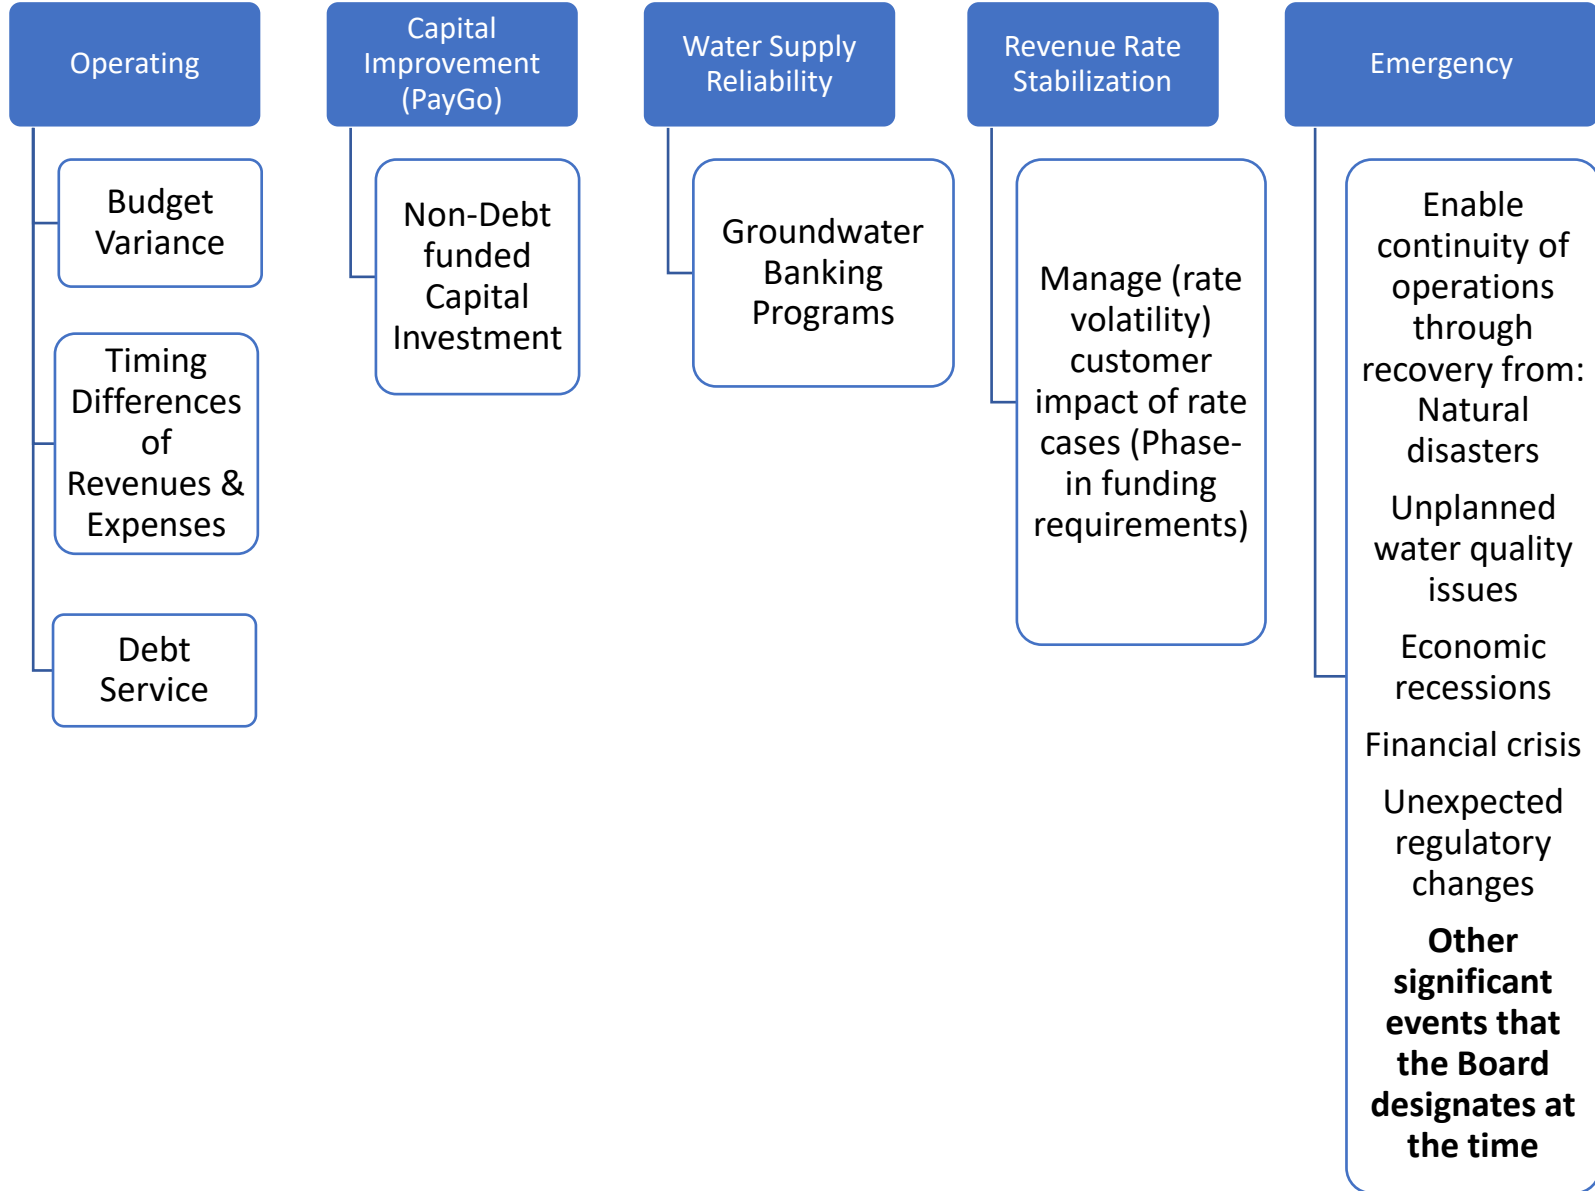 Operating
Budget
Variance
Timing
Differences
of
Revenues &
Expenses
Debt
Service
Capital
Improvement
(PayGo)
Non-Debt
funded
Capital
Investment
Water Supply
Reliability
Groundwater
Banking
Programs
Revenue Rate
Stabilization
Manage (rate
volatility)
customer
impact of rate
cases (Phase-
in funding
requirements)
Emergency
Enable
continuity of
operations
through
recovery from:
Natural
disasters
Unplanned
water quality
issues
Economic
recessions
Financial crisis
Unexpected
regulatory
changes
Other
significant
events that
the Board
designates at
the time